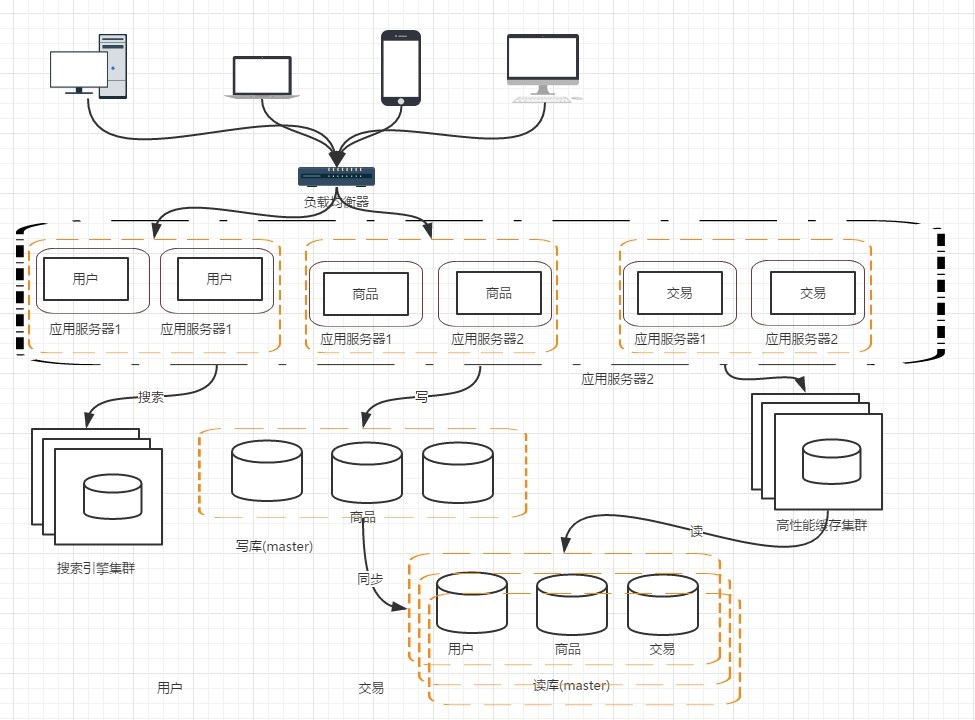 负载均衡器
用户
用户
应用服务器1
应用服务器1
商品
商品
应用服务器1
应用服务器2
交易
交易
应用服务器1
应用服务器2
应用服务器2
搜索
写
搜索引擎集群
商品
写库(master)
高性能缓存集群
读
同步
用户
商品
交易
读库(master)
用户
交易